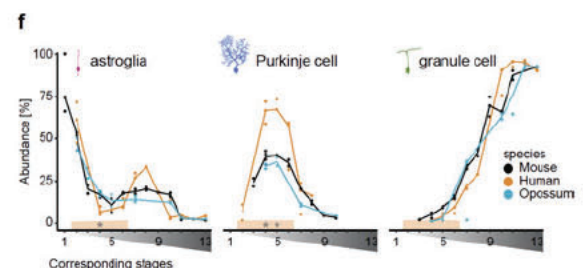 f
astroglia
Purkinje cell
granule cell
Abundance [%]
100
75
50
25
0
species
Mouse
Human
Opossum
* * *
1 5 9 13 1 5 9 13 1 5 9 13
Corresponding stages